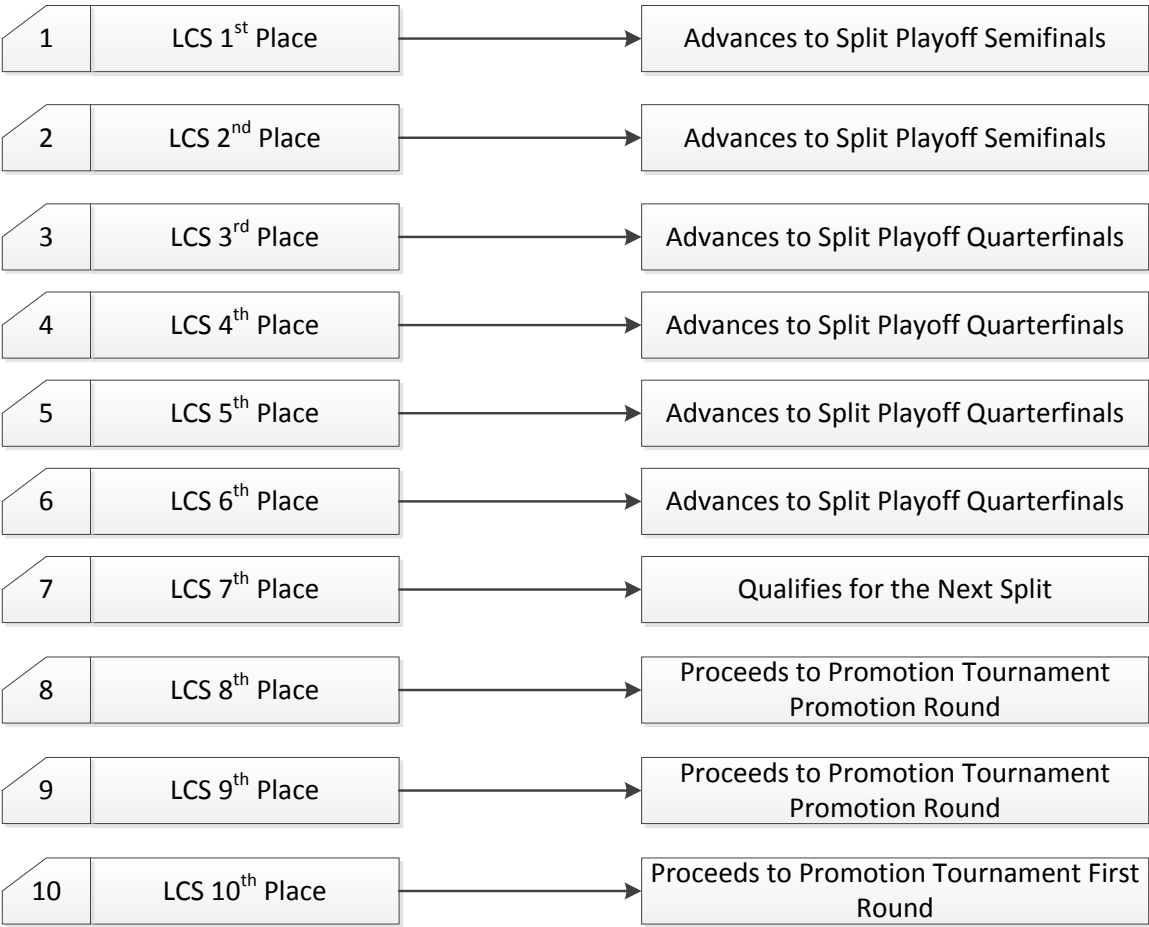 1 LCS 1st Place Advances to Split Playoff Semifinals
2 LCS 2nd Place Advances to Split Playoff Semifinals
3 LCS 3rd Place Advances to Split Playoff Quarterfinals
4 LCS 4th Place Advances to Split Playoff Quarterfinals
5 LCS 5th Place Advances to Split Playoff Quarterfinals
6 LCS 6th Place Advances to Split Playoff Quarterfinals
7 LCS 7th Place Qualifies for the Next Split
8 LCS 8th Place Proceeds to Promotion Tournament
Promotion Round
9 LCS 9th Place Proceeds to Promotion Tournament
Promotion Round
10 LCS 10th Place Proceeds to Promotion Tournament First
Round